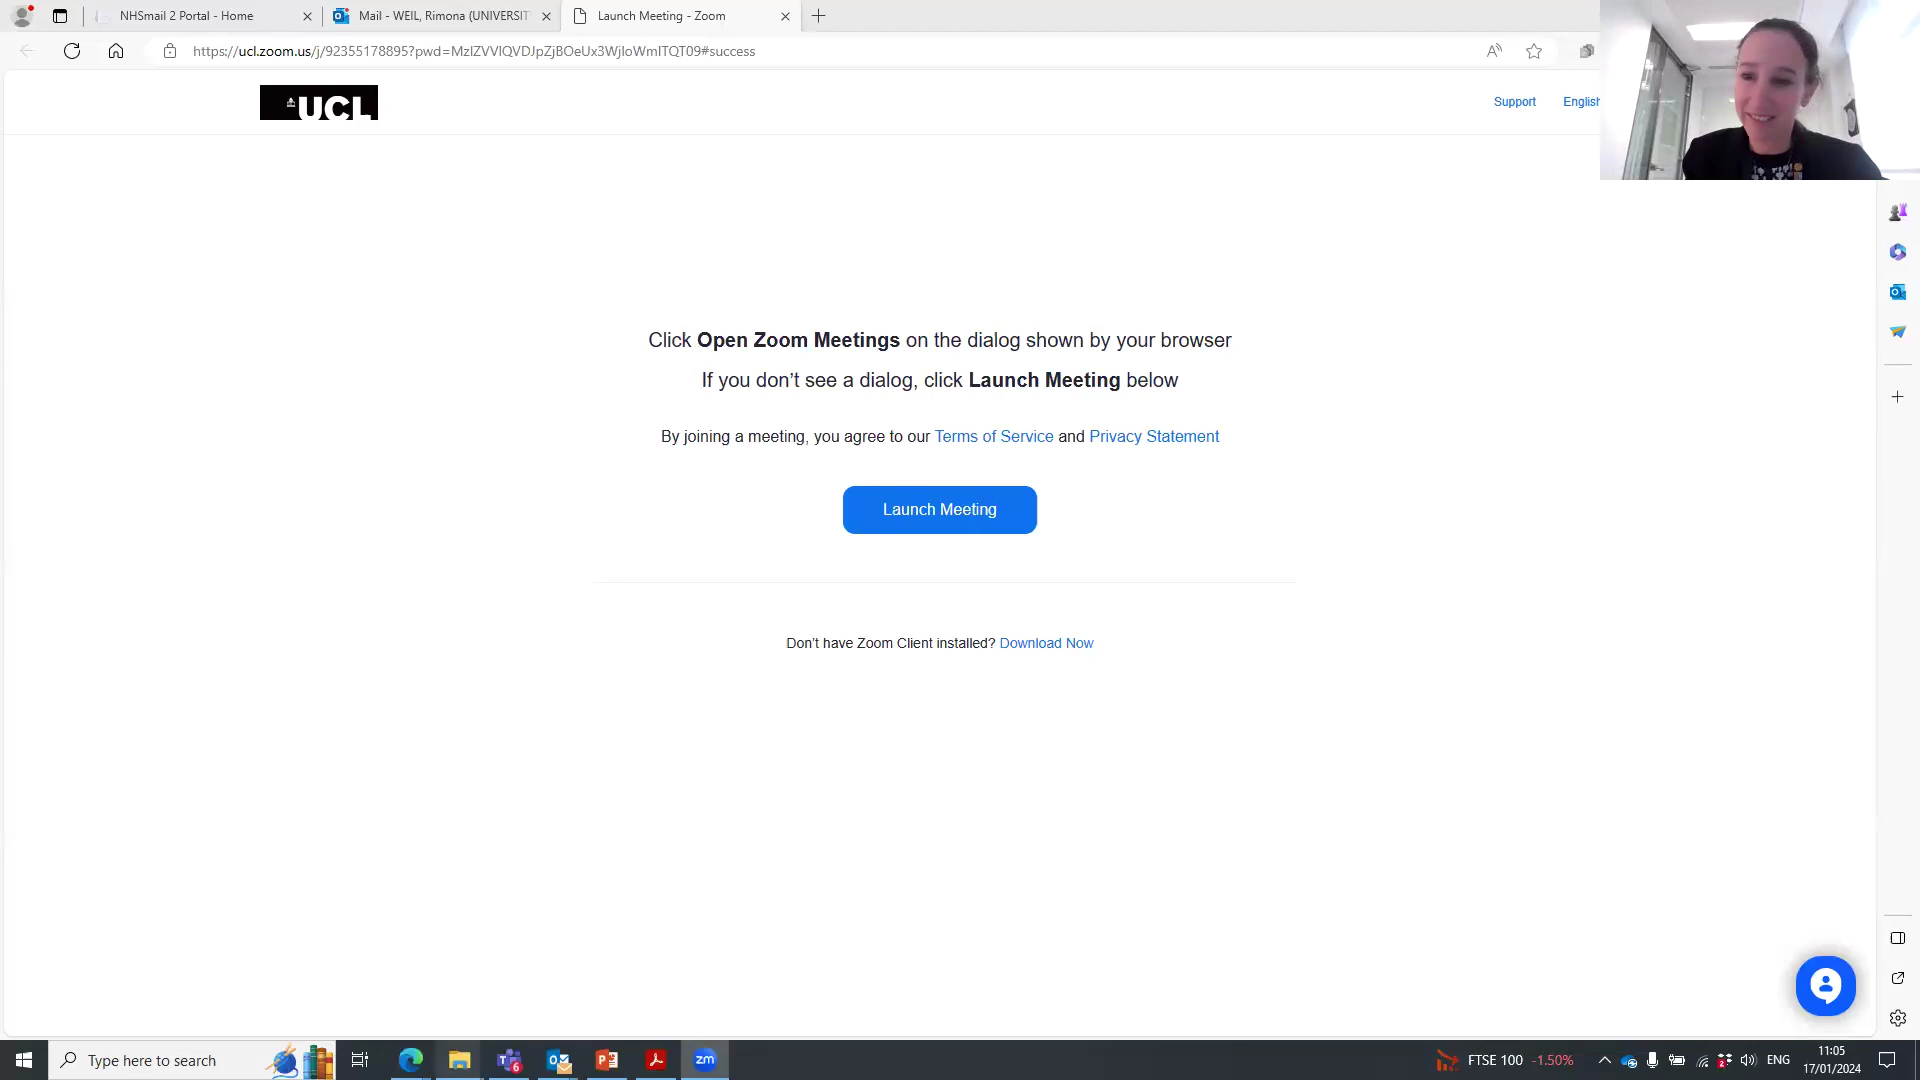 NHSmail 2 Portal - Home
Mail - WEIL, Rimona (UNIVERSIT
Launch Meeting - Zoom
https://ucl.zoom.us/j/92355178895?pwd=MzlZVVlQVDJpZjBOeUx3WjloWmlTQT09#success
UCL
Support
English
Click Open Zoom Meetings on the dialog shown by your browser
If you don’t see a dialog, click Launch Meeting below
By joining a meeting, you agree to our Terms of Service and Privacy Statement
Launch Meeting
Don’t have Zoom Client installed? Download Now
Type here to search
6
zm
FTSE 100 -1.50%
ENG
11:05
17/01/2024